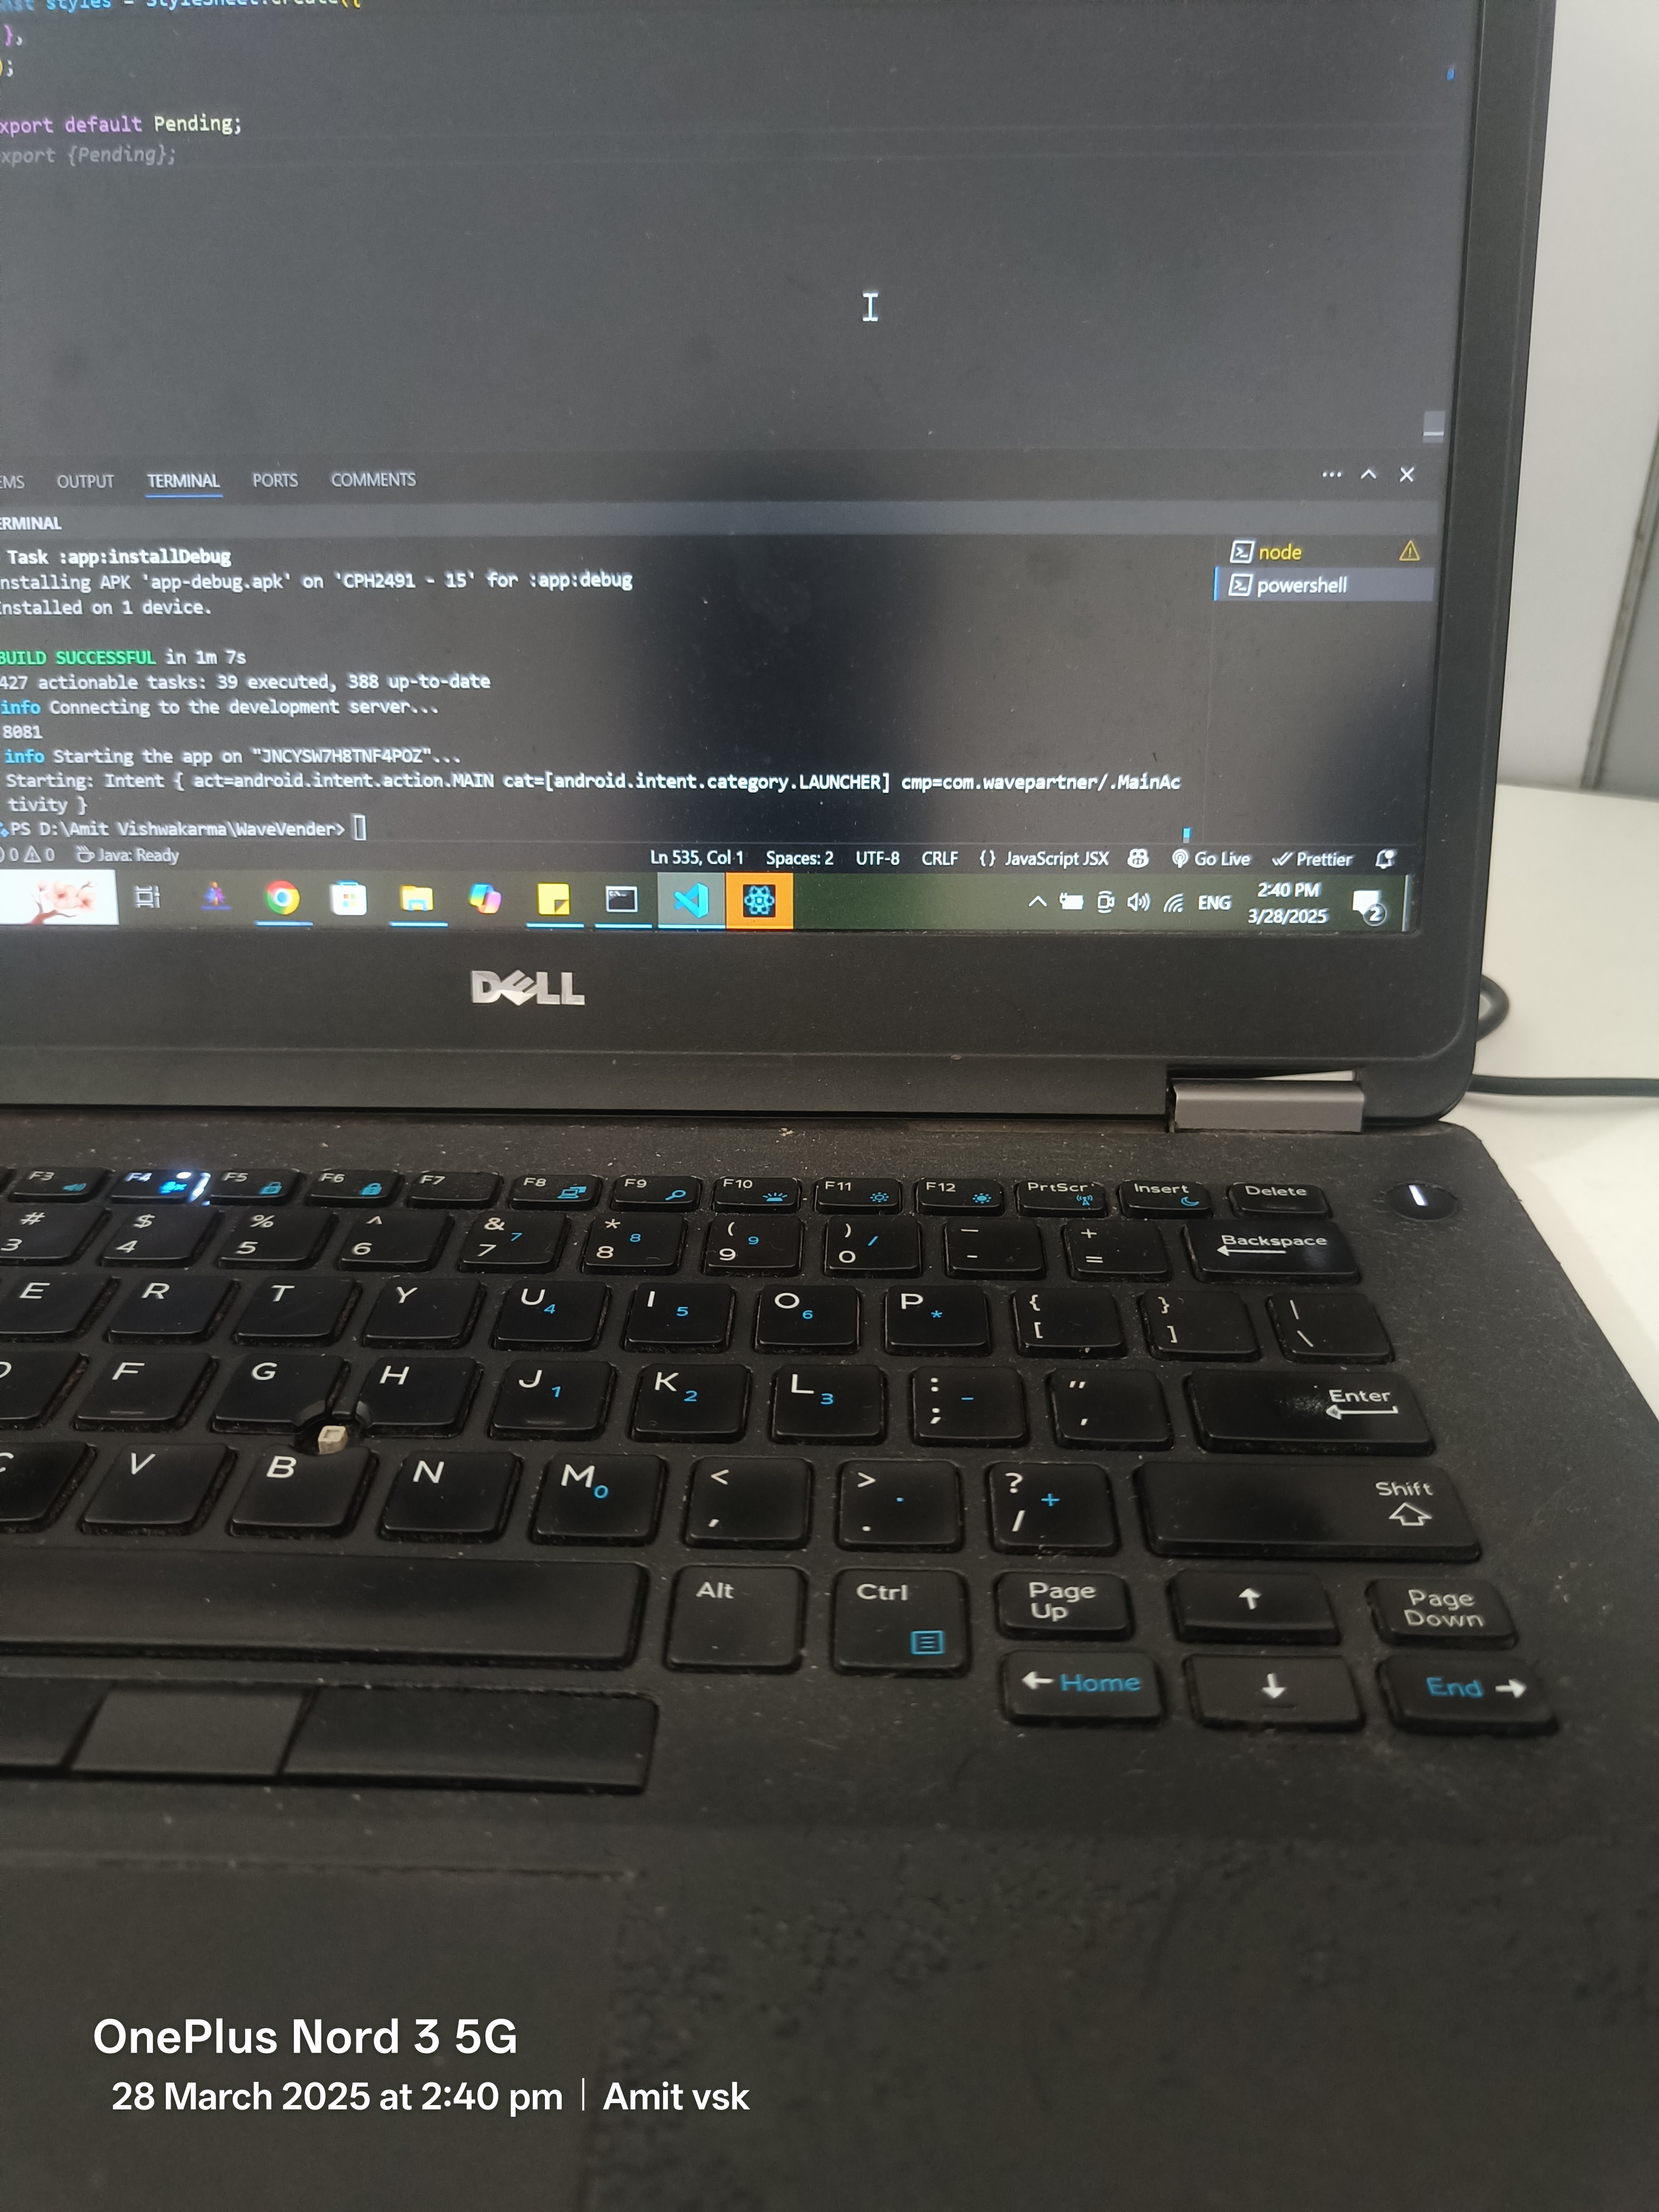 nst styles = StyleSheet.create({
},
);
xport default Pending;
xport {Pending};
EMS OUTPUT TERMINAL PORTS COMMENTS
ERMINAL
Task :app:installDebug
nstalling APK 'app-debug.apk' on 'CPH2491 - 15' for :app:debug
Installed on 1 device.
BUILD SUCCESSFUL in 1m 7s
427 actionable tasks: 39 executed, 388 up-to-date
info Connecting to the development server...
8081
info Starting the app on "JNCYSW7H8TNF4POZ"...
Starting: Intent { act=android.intent.action.MAIN cat=[android.intent.category.LAUNCHER] cmp=com.wavepartner/.MainAc
tivity }
PS D:\Amit Vishwakarma\WaveVender>
node
powershell
0 0 Java: Ready Ln 535, Col 1 Spaces: 2 UTF-8 CRLF {} JavaScript JSX Go Live Prettier
ENG 2:40 PM
3/28/2025 2
DELL
F3 F4 F5 F6 F7 F8 F9 F10 F11 F12 PrtScr Insert Delete
# $ % ^ & 7 * 8 ( 9 ) / _ + Backspace
3 4 5 6 7 8 9 0 - =
E R T Y U 4 I 5 O 6 P * { [ } ] | \
F G H J 1 K 2 L 3 : ; - " ' Enter
C V B N M 0 < , > . . ? / + Shift
Alt Ctrl Page Up ↑ Page Down
← Home ↓ End →
OnePlus Nord 3 5G
28 March 2025 at 2:40 pm | Amit vsk